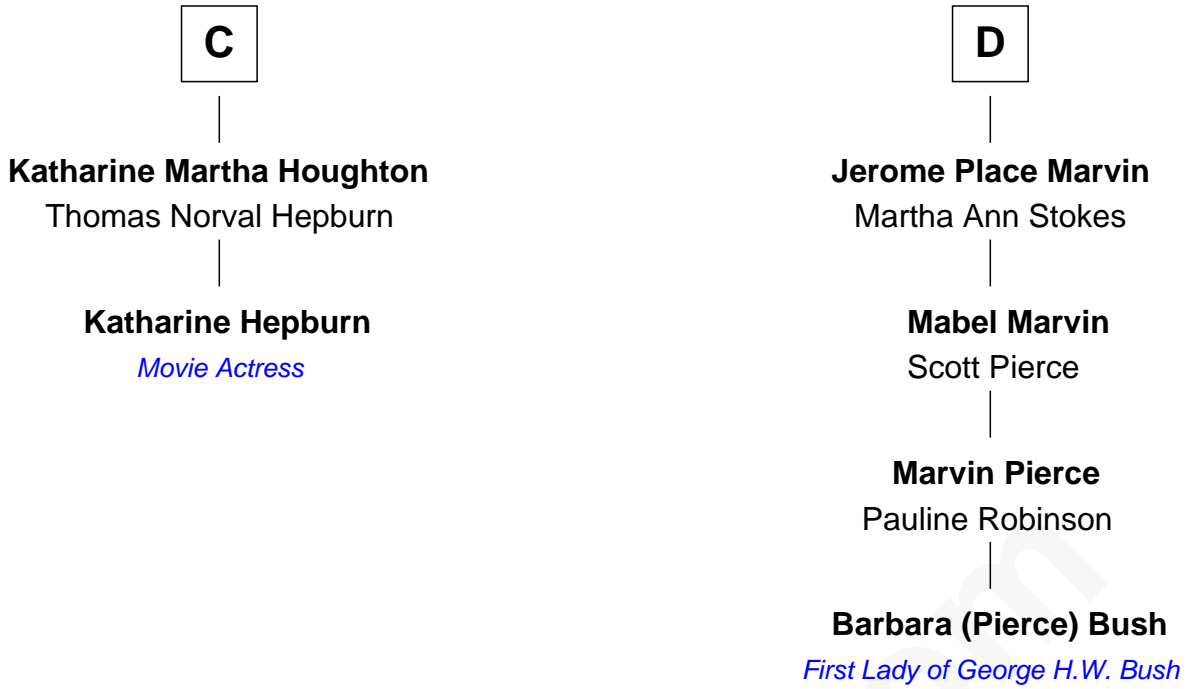 C
Katharine Martha Houghton
Thomas Norval Hepburn
Katharine Hepburn
Movie Actress
D
Jerome Place Marvin
Martha Ann Stokes
Mabel Marvin
Scott Pierce
Marvin Pierce
Pauline Robinson
Barbara (Pierce) Bush
First Lady of George H.W. Bush